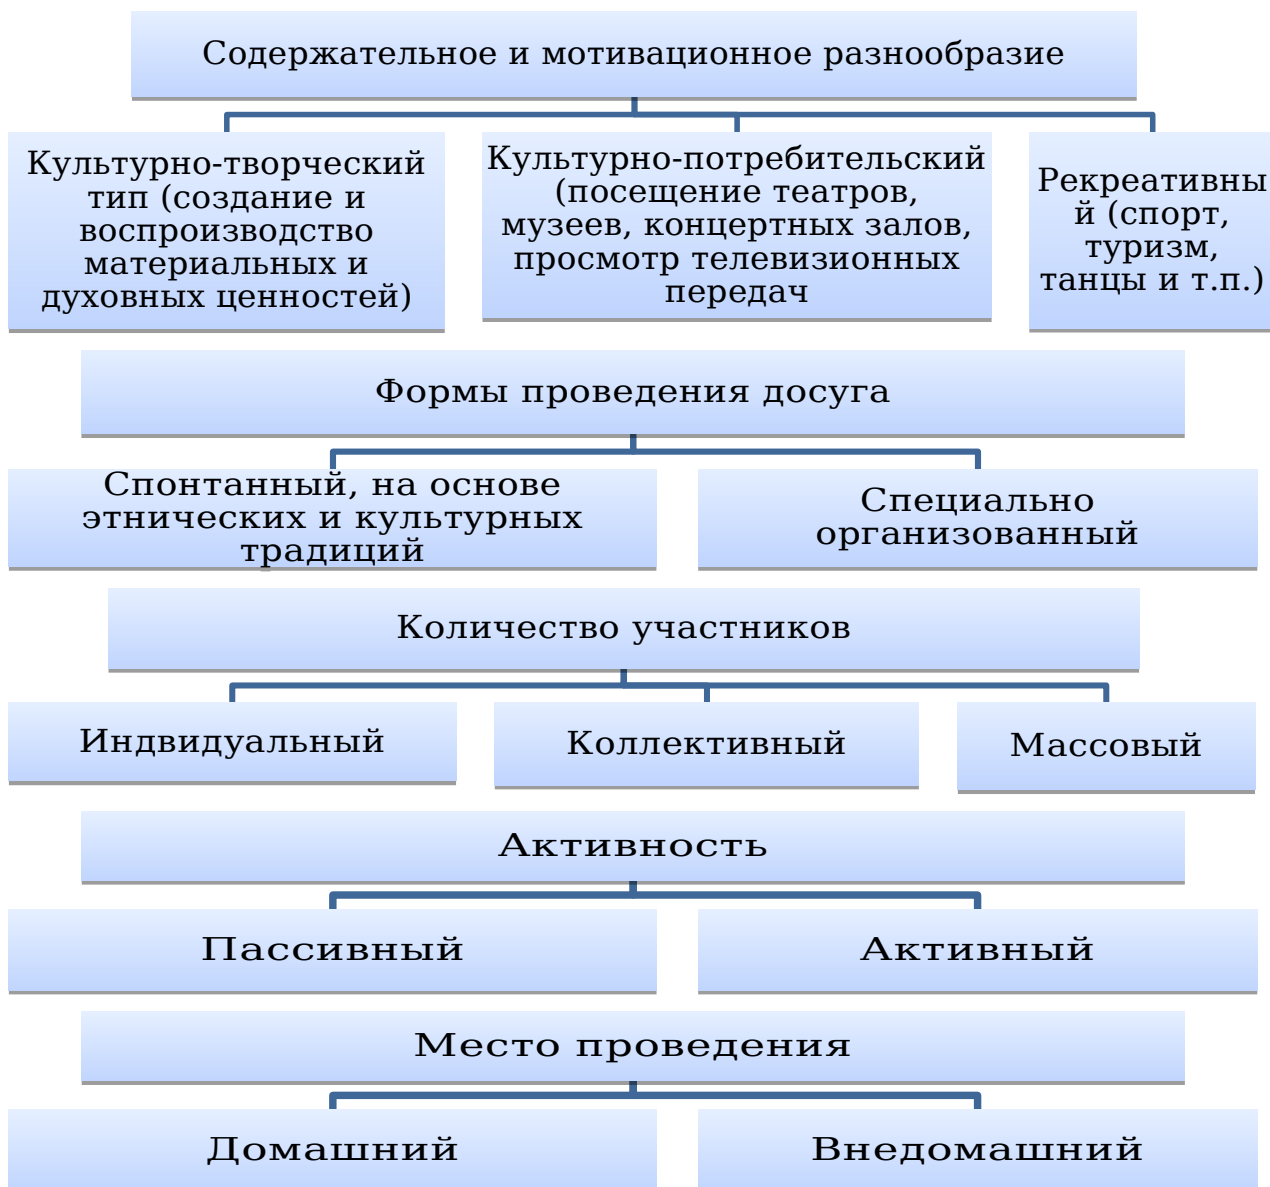 Содержательное и мотивационное разнообразие
Культурно-творческий
тип (создание и
воспроизводство
материальных и
духовных ценностей)
Культурно-потребительский
(посещение театров,
музеев, концертных залов,
просмотр телевизионных
передач
Рекреативны
й (спорт,
туризм,
танцы и т.п.)
Формы проведения досуга
Спонтанный, на основе
этнических и культурных
традиций
Специально
организованный
Количество участников
Индвидуальный
Коллективный
Массовый
Активность
Пассивный
Активный
Место проведения
Домашний
Внедомашний